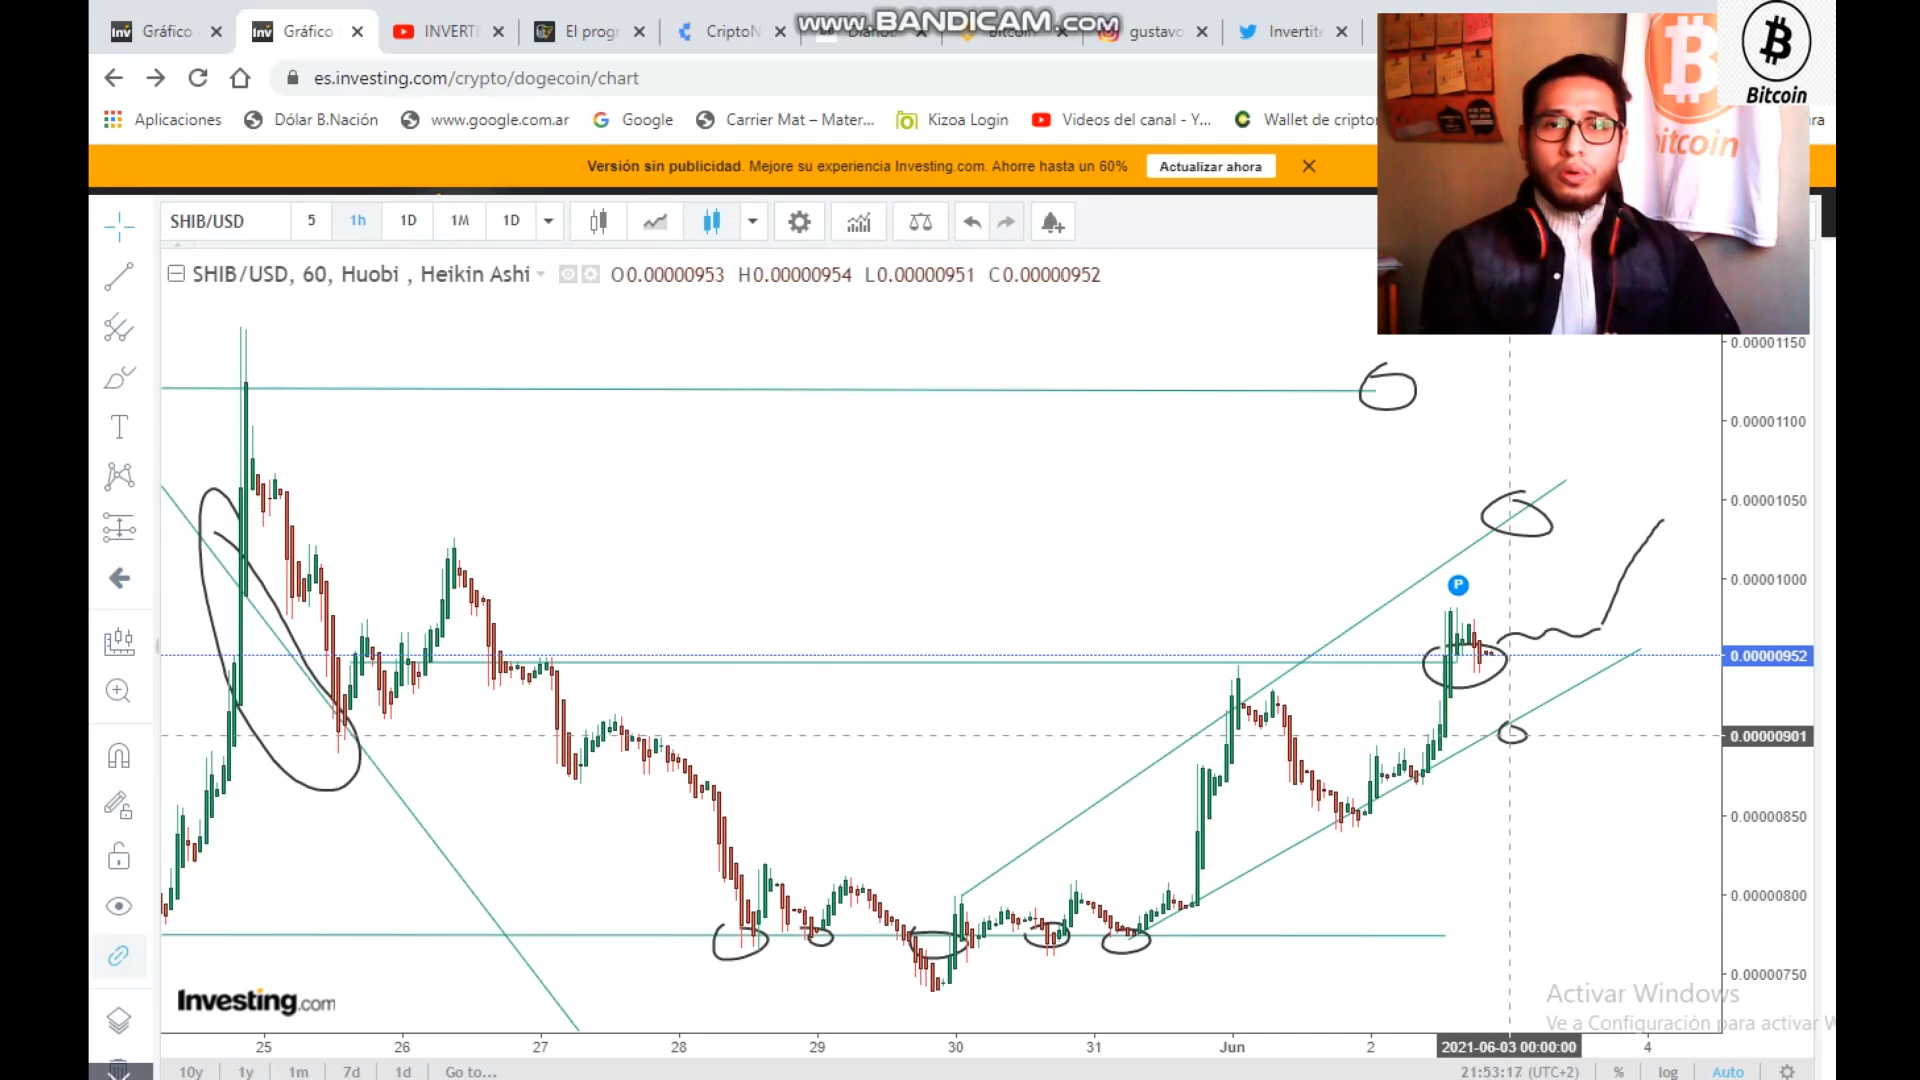 www.BANDICAM.com
Gráfico
Gráfico
INVERTI
El prog
CriptoN
Bitcoin
gustavo
Invertite
es.investing.com/crypto/dogecoin/chart
Aplicaciones
Dólar B.Nación
www.google.com.ar
Google
Carrier Mat – Mater...
Kizoa Login
Videos del canal - Y...
Wallet de cripto
Bitcoin
itcoin
Versión sin publicidad. Mejore su experiencia Investing.com. Ahorre hasta un 60%
Actualizar ahora
SHIB/USD
5
1h
1D
1M
1D
SHIB/USD, 60, Huobi , Heikin Ashi
O0.00000953 H0.00000954 L0.00000951 C0.00000952
0.00001150
0.00001100
0.00001050
0.00001000
0.00000952
0.00000901
0.00000850
0.00000800
0.00000750
P
Investing.com
Activar Windows
Ve a Configuración para activar W
25 26 27 28 29 30 31 Jun 2 2021-06-03 00:00:00 4
10y 1y 1m 7d 1d Go to...
21:53:17 (UTC+2) % log Auto